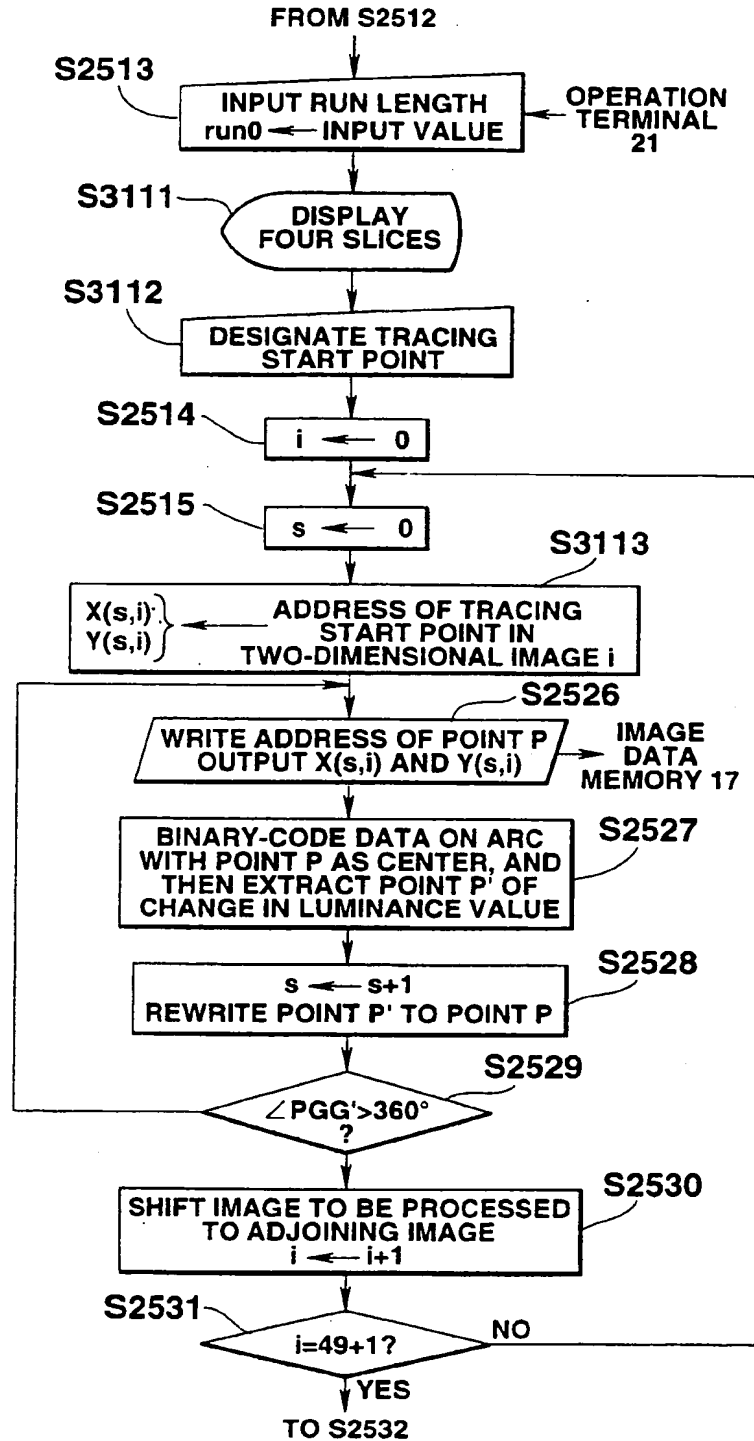 FROM S2512
S2513
INPUT RUN LENGTH
run0 ← INPUT VALUE
OPERATION
TERMINAL
21
S3111
DISPLAY
FOUR SLICES
S3112
DESIGNATE TRACING
START POINT
S2514
i ← 0
S2515
s ← 0
S3113
X(s,i)
Y(s,i)
} ← ADDRESS OF TRACING
START POINT IN
TWO-DIMENSIONAL IMAGE i
S2526
WRITE ADDRESS OF POINT P
OUTPUT X(s,i) AND Y(s,i)
IMAGE
DATA
MEMORY 17
S2527
BINARY-CODE DATA ON ARC
WITH POINT P AS CENTER, AND
THEN EXTRACT POINT P' OF
CHANGE IN LUMINANCE VALUE
S2528
s ← s+1
REWRITE POINT P' TO POINT P
S2529
∠PGG'>360°
?
S2530
SHIFT IMAGE TO BE PROCESSED
TO ADJOINING IMAGE
i ← i+1
S2531
i=49+1?
NO
YES
TO S2532